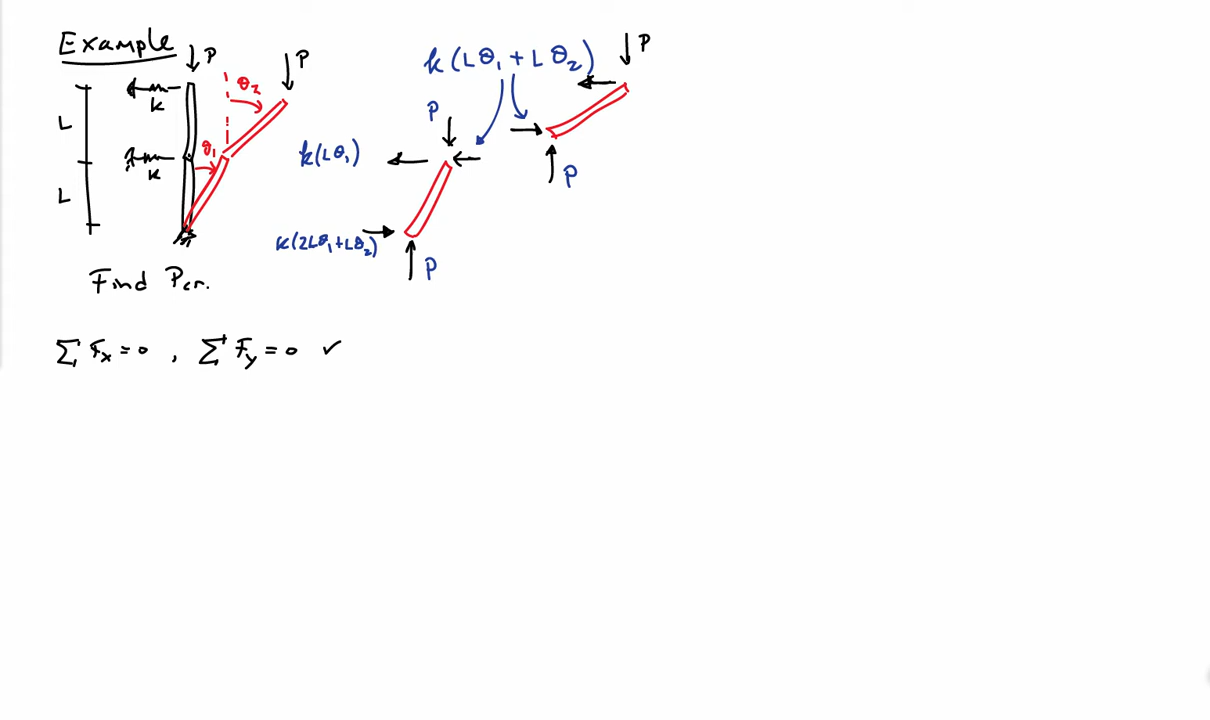 Example
P
P
k(Lθ₁ + Lθ₂)
P
θ₂
k
L
P
θ₁
k(Lθ₁)
k
P
L
k(2Lθ₁+Lθ₂)
P
Find Pcr.
Σ Fx = 0 , Σ Fy = 0 ✓